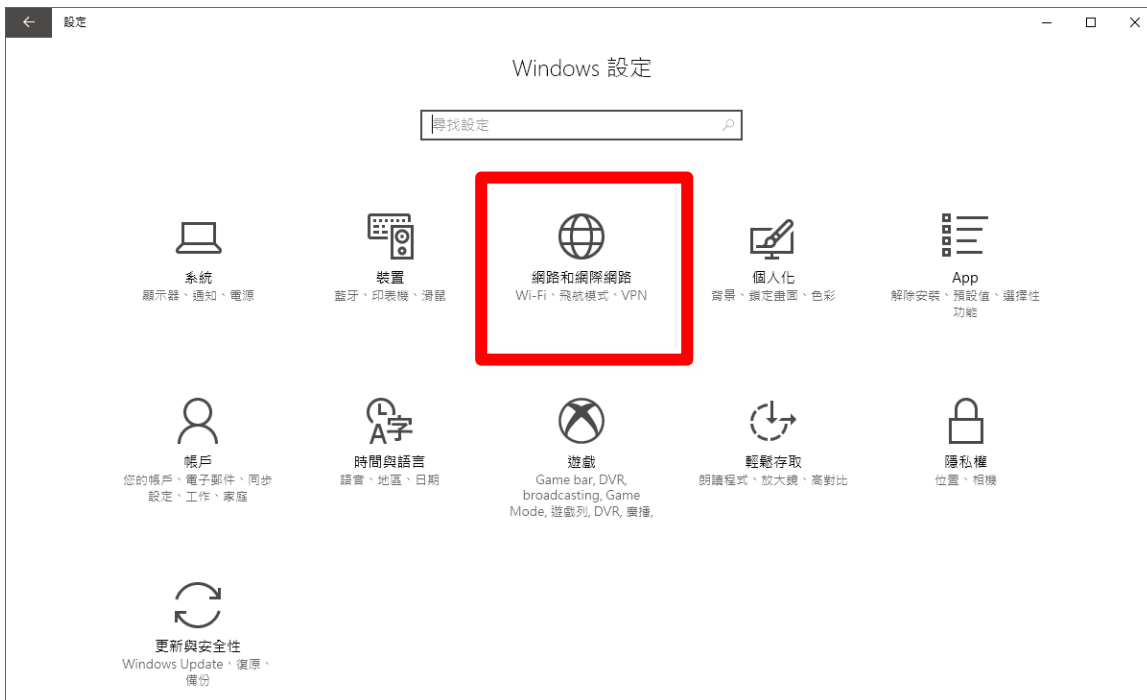 設定
Windows 設定
尋找設定
系統
顯示器、通知、電源
裝置
藍牙、印表機、滑鼠
網路和網際網路
Wi-Fi、飛航模式、VPN
個人化
背景、鎖定畫面、色彩
App
解除安裝、預設值、選擇性
功能
帳戶
您的帳戶、電子郵件、同步
設定、工作、家庭
時間與語言
語音、地區、日期
遊戲
Game bar, DVR,
broadcasting, Game
Mode, 遊戲列, DVR, 廣播,
輕鬆存取
朗讀程式、放大鏡、高對比
隱私權
位置、相機
更新與安全性
Windows Update、復原、
備份